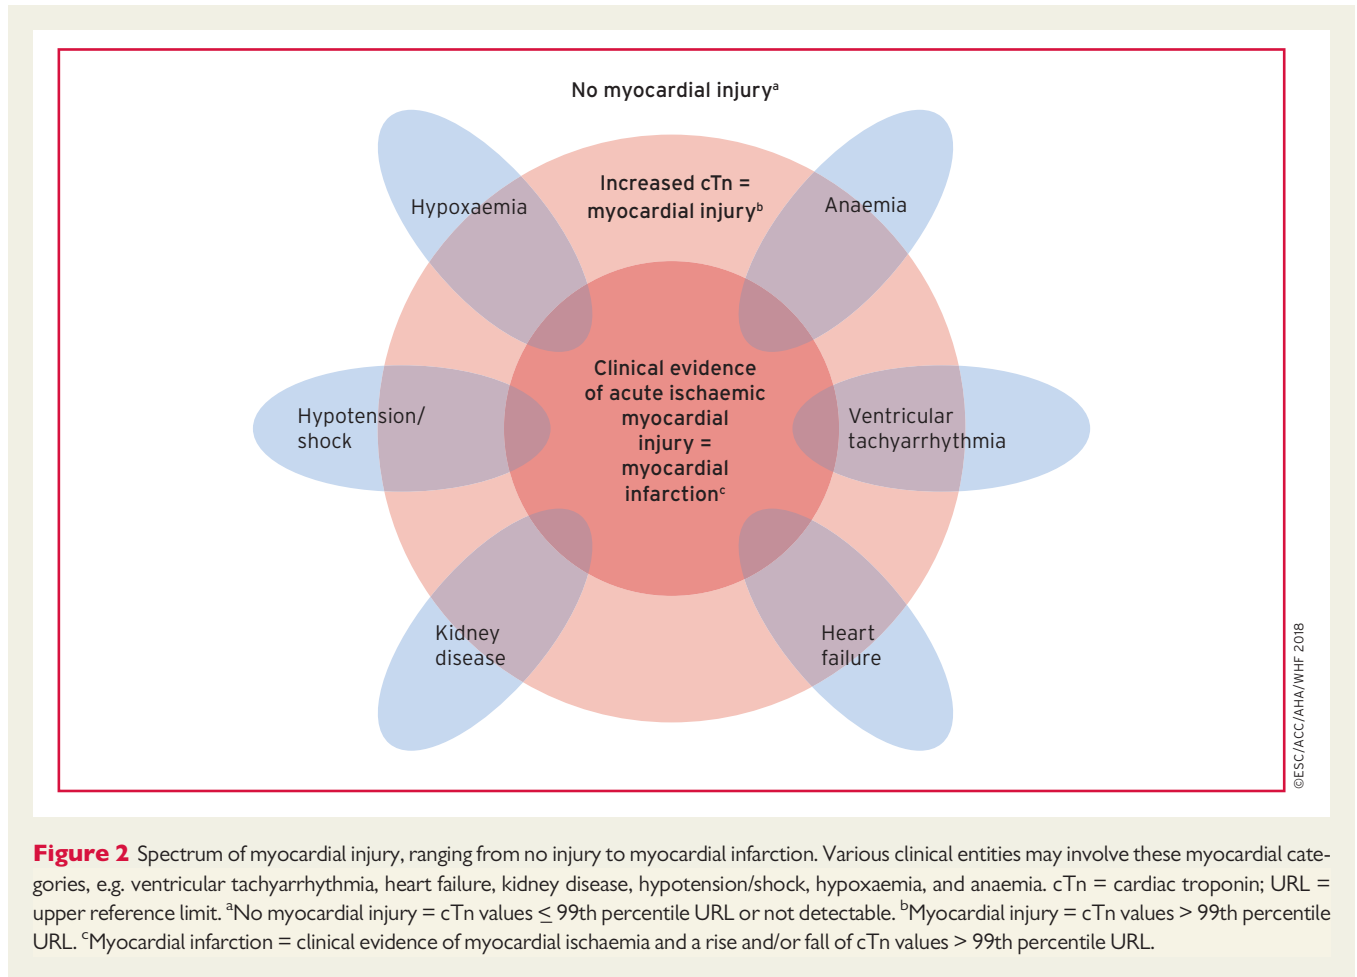 No myocardial injuryᵃ
Increased cTn =
myocardial injuryᵇ
Hypoxaemia
Anaemia
Clinical evidence
of acute ischaemic
myocardial
injury =
myocardial
infarctionᶜ
Hypotension/
shock
Ventricular
tachyarrhythmia
Kidney
disease
Heart
failure
©ESC/ACC/AHA/WHF 2018
Figure 2 Spectrum of myocardial injury, ranging from no injury to myocardial infarction. Various clinical entities may involve these myocardial cate-
gories, e.g. ventricular tachyarrhythmia, heart failure, kidney disease, hypotension/shock, hypoxaemia, and anaemia. cTn = cardiac troponin; URL =
upper reference limit. ᵃNo myocardial injury = cTn values ≤ 99th percentile URL or not detectable. ᵇMyocardial injury = cTn values > 99th percentile
URL. ᶜMyocardial infarction = clinical evidence of myocardial ischaemia and a rise and/or fall of cTn values > 99th percentile URL.